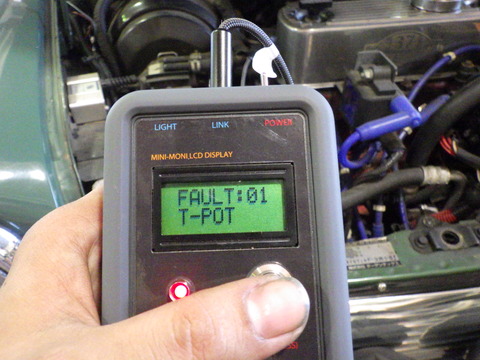 LIGHT LINK POWER
MINI-MONI.LCD DISPLAY
FAULT:01
T-POT